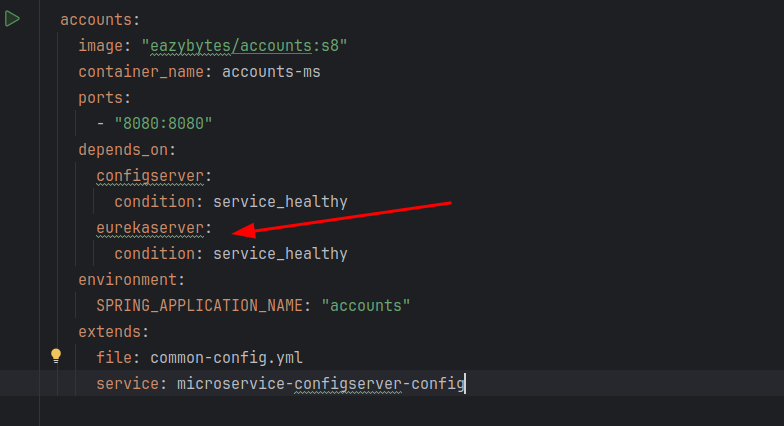 accounts:
image: "eazybytes/accounts:s8"
container_name: accounts-ms
ports:
- "8080:8080"
depends_on:
configserver:
condition: service_healthy
eurekaserver:
condition: service_healthy
environment:
SPRING_APPLICATION_NAME: "accounts"
extends:
file: common-config.yml
service: microservice-configserver-config